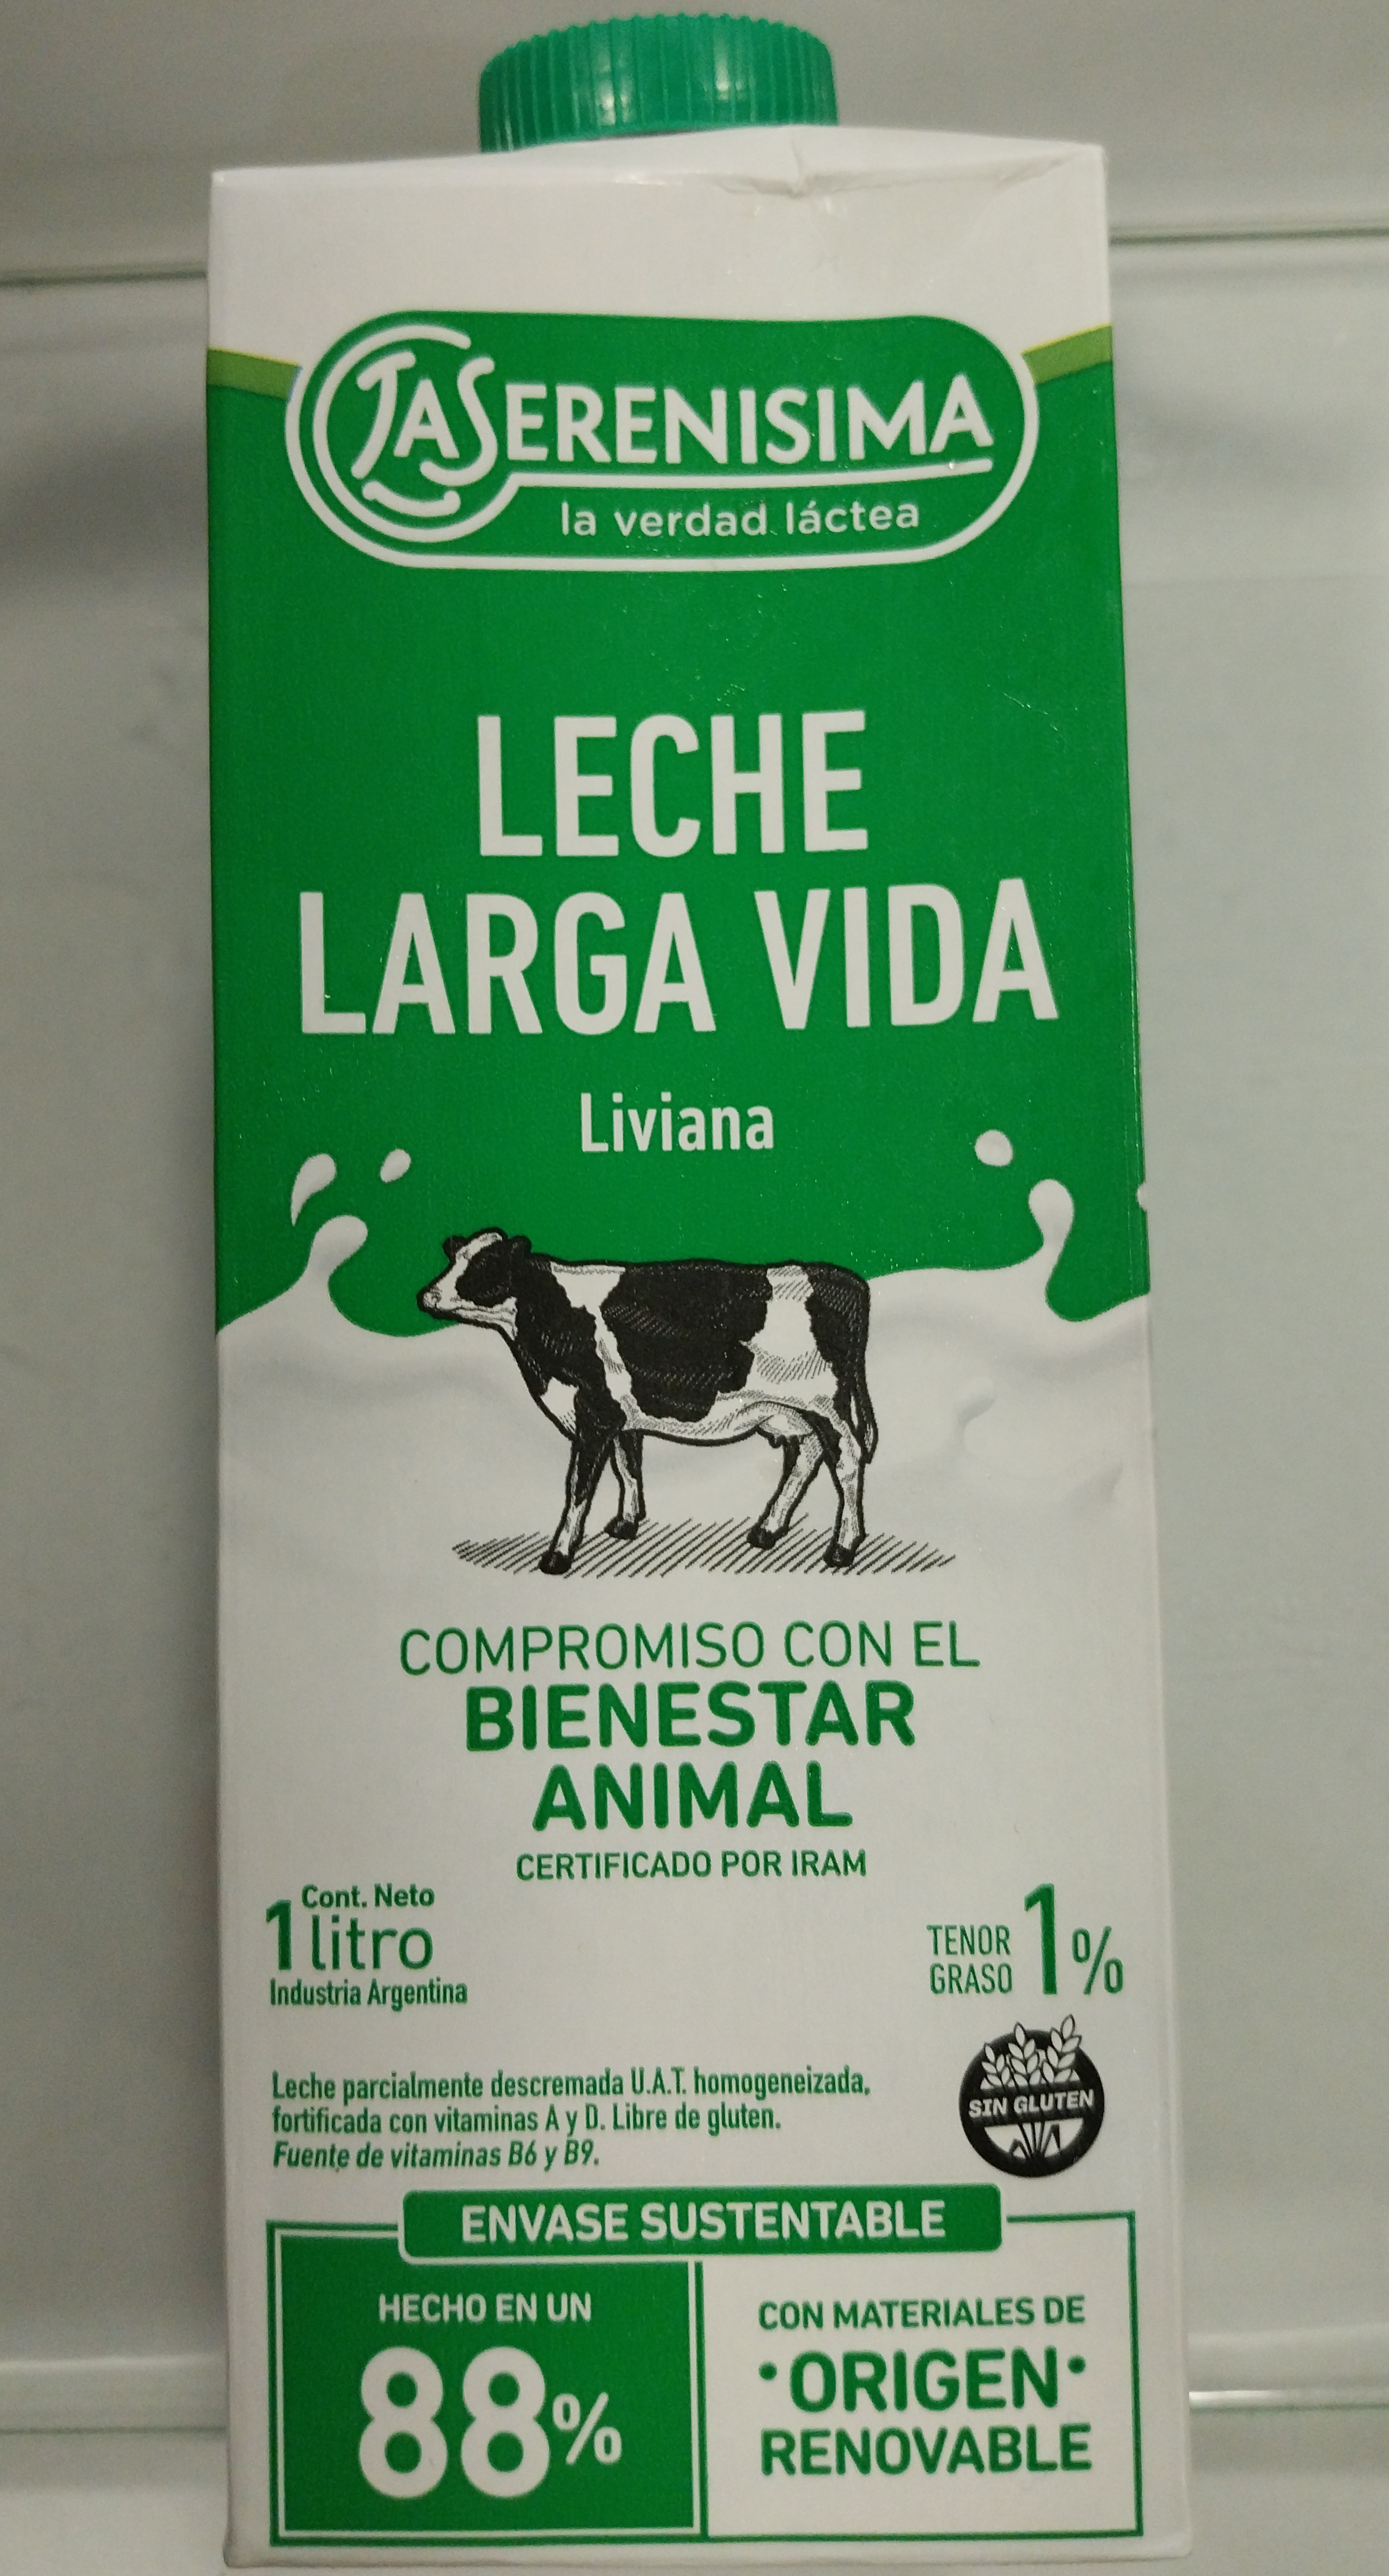 LASERENISIMA
la verdad láctea
LECHE
LARGA VIDA
Liviana
COMPROMISO CON EL
BIENESTAR
ANIMAL
CERTIFICADO POR IRAM
Cont. Neto
1 litro
Industria Argentina
TENOR
GRASO 1%
Leche parcialmente descremada U.A.T. homogeneizada,
fortificada con vitaminas A y D. Libre de gluten.
Fuente de vitaminas B6 y B9.
SIN GLUTEN
ENVASE SUSTENTABLE
HECHO EN UN
88%
CON MATERIALES DE
·ORIGEN·
RENOVABLE